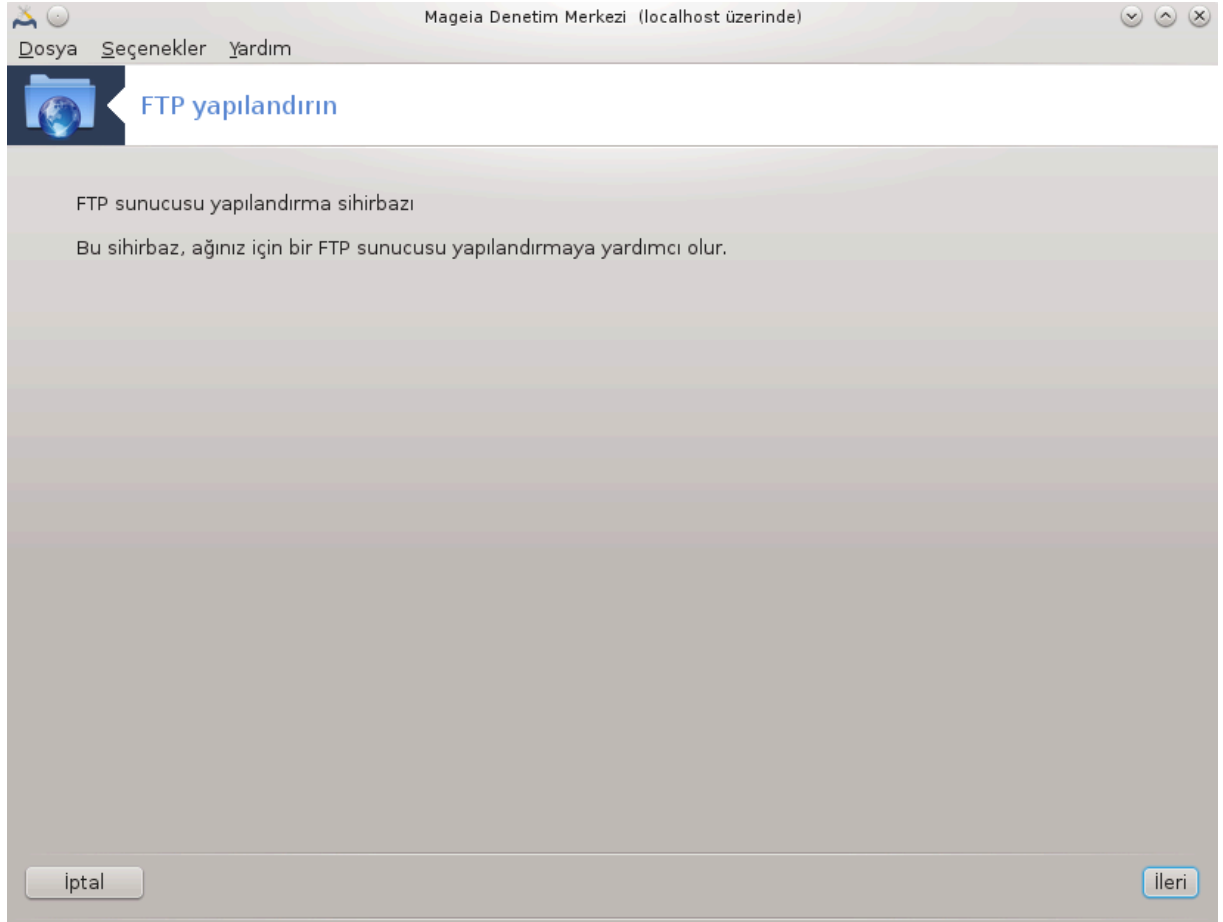 Mageia Denetim Merkezi (localhost üzerinde)
Dosya Seçenekler Yardım
FTP yapılandırın
FTP sunucusu yapılandırma sihirbazı
Bu sihirbaz, ağınız için bir FTP sunucusu yapılandırmaya yardımcı olur.
İptal İleri